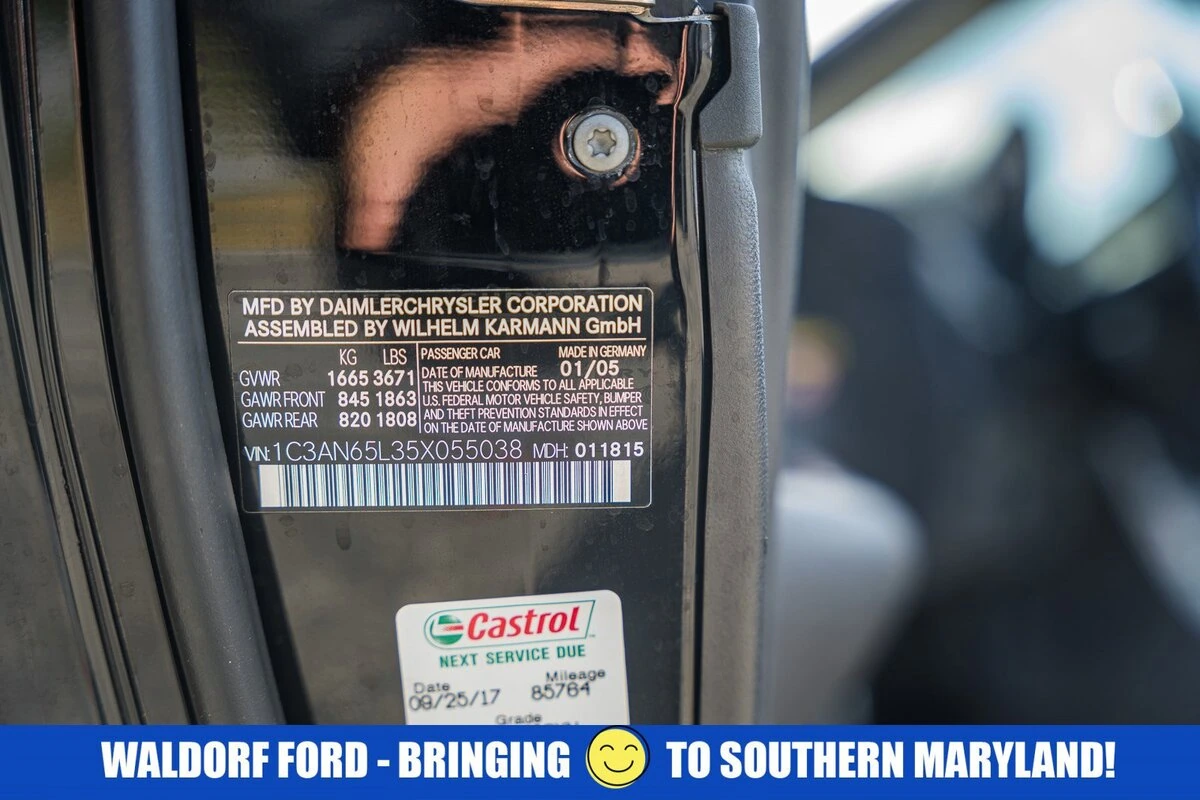 MFD BY DAIMLERCHRYSLER CORPORATION
ASSEMBLED BY WILHELM KARMANN GmbH
KG LBS
GVWR 1665 3671
GAWR FRONT 845 1863
GAWR REAR 820 1808
PASSENGER CAR MADE IN GERMANY
DATE OF MANUFACTURE 01/05
THIS VEHICLE CONFORMS TO ALL APPLICABLE
U.S. FEDERAL MOTOR VEHICLE SAFETY, BUMPER
AND THEFT PREVENTION STANDARDS IN EFFECT
ON THE DATE OF MANUFACTURE SHOWN ABOVE
VIN: 1C3AN65L35X055038 MDH: 011815
Castrol
NEXT SERVICE DUE
Date Mileage
09/25/17 85764
Grade
WALDORF FORD - BRINGING TO SOUTHERN MARYLAND!